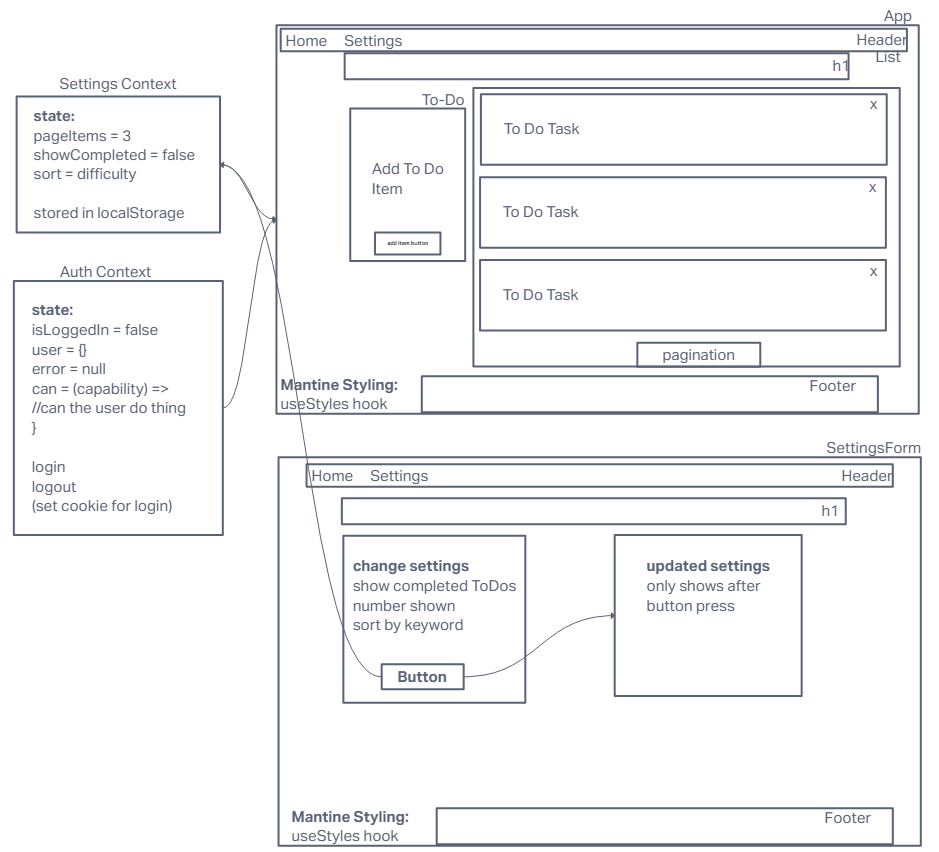 App
Home Settings Header
List
h1
Settings Context
state:
pageItems = 3
showCompleted = false
sort = difficulty
stored in localStorage
To-Do
Add To Do
Item
add item button
x
To Do Task
x
To Do Task
x
To Do Task
pagination
Mantine Styling:
useStyles hook
Footer
Auth Context
state:
isLoggedIn = false
user = {}
error = null
can = (capability) =>
//can the user do thing
}
login
logout
(set cookie for login)
SettingsForm
Home Settings Header
h1
change settings
show completed ToDos
number shown
sort by keyword
Button
updated settings
only shows after
button press
Mantine Styling:
useStyles hook
Footer